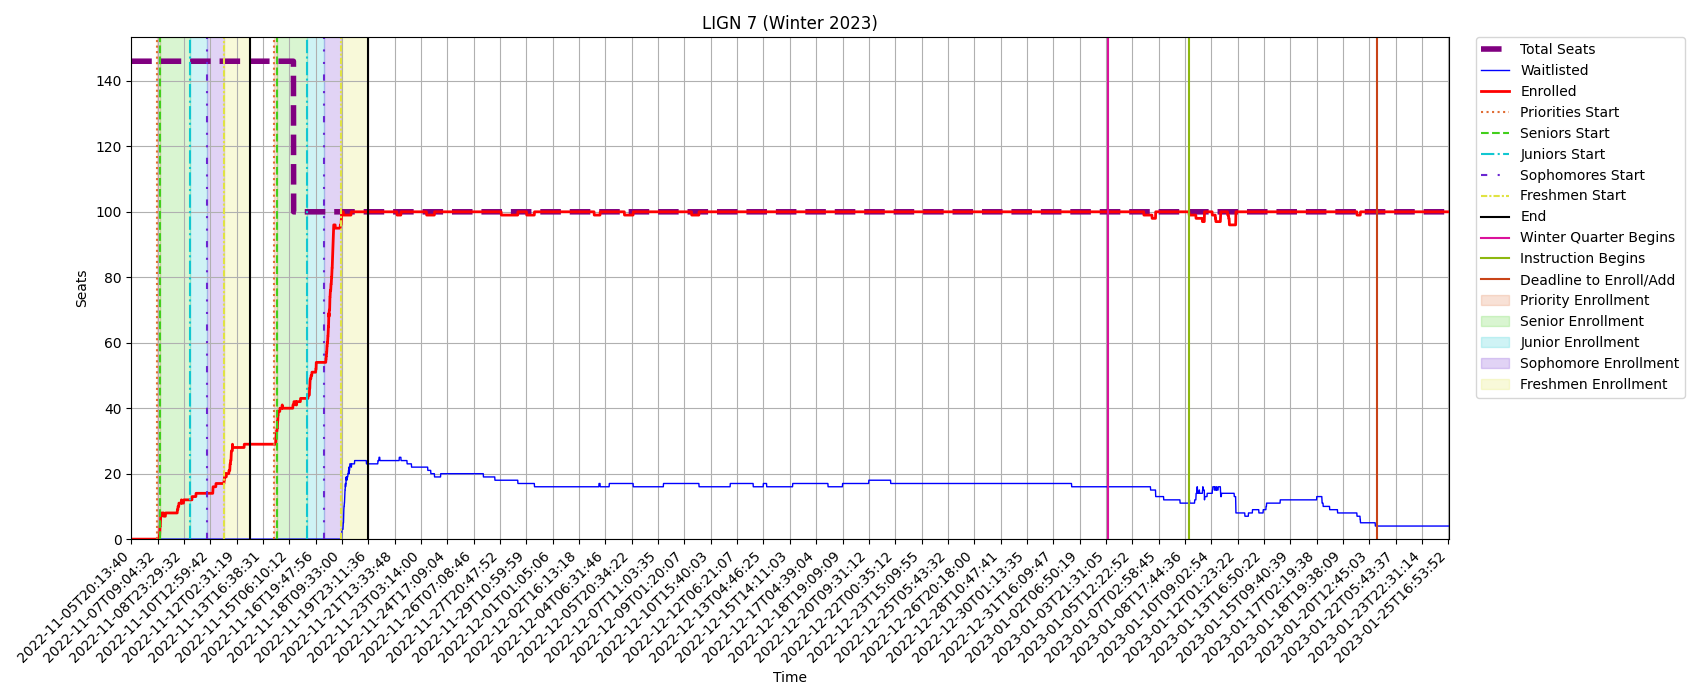 LIGN 7 (Winter 2023)
Seats
140
120
100
80
60
40
20
0
2022-11-05T20:13:40
2022-11-07T09:04:32
2022-11-08T23:29:32
2022-11-10T12:59:42
2022-11-12T02:31:19
2022-11-13T16:38:31
2022-11-15T06:10:12
2022-11-16T19:47:56
2022-11-18T09:33:00
2022-11-19T23:11:36
2022-11-21T13:33:48
2022-11-23T03:14:00
2022-11-24T17:09:04
2022-11-26T07:08:46
2022-11-27T20:47:52
2022-11-29T10:59:59
2022-12-01T01:05:06
2022-12-02T16:13:18
2022-12-04T06:31:46
2022-12-05T20:34:22
2022-12-07T11:03:35
2022-12-09T01:20:07
2022-12-10T15:40:03
2022-12-12T06:21:07
2022-12-13T04:46:25
2022-12-15T14:11:03
2022-12-17T04:39:04
2022-12-18T19:09:09
2022-12-20T09:31:12
2022-12-22T00:35:12
2022-12-23T15:09:55
2022-12-25T05:43:32
2022-12-26T20:18:00
2022-12-28T10:47:41
2022-12-30T01:13:35
2022-12-31T16:09:47
2023-01-02T06:50:19
2023-01-03T21:31:05
2023-01-05T12:22:52
2023-01-07T02:58:45
2023-01-08T17:44:36
2023-01-10T09:02:54
2023-01-12T01:23:22
2023-01-13T16:50:22
2023-01-15T09:40:39
2023-01-17T02:19:38
2023-01-18T19:38:09
2023-01-20T12:45:03
2023-01-22T05:43:37
2023-01-23T22:31:14
2023-01-25T16:53:52
Time
Total Seats
Waitlisted
Enrolled
Priorities Start
Seniors Start
Juniors Start
Sophomores Start
Freshmen Start
End
Winter Quarter Begins
Instruction Begins
Deadline to Enroll/Add
Priority Enrollment
Senior Enrollment
Junior Enrollment
Sophomore Enrollment
Freshmen Enrollment